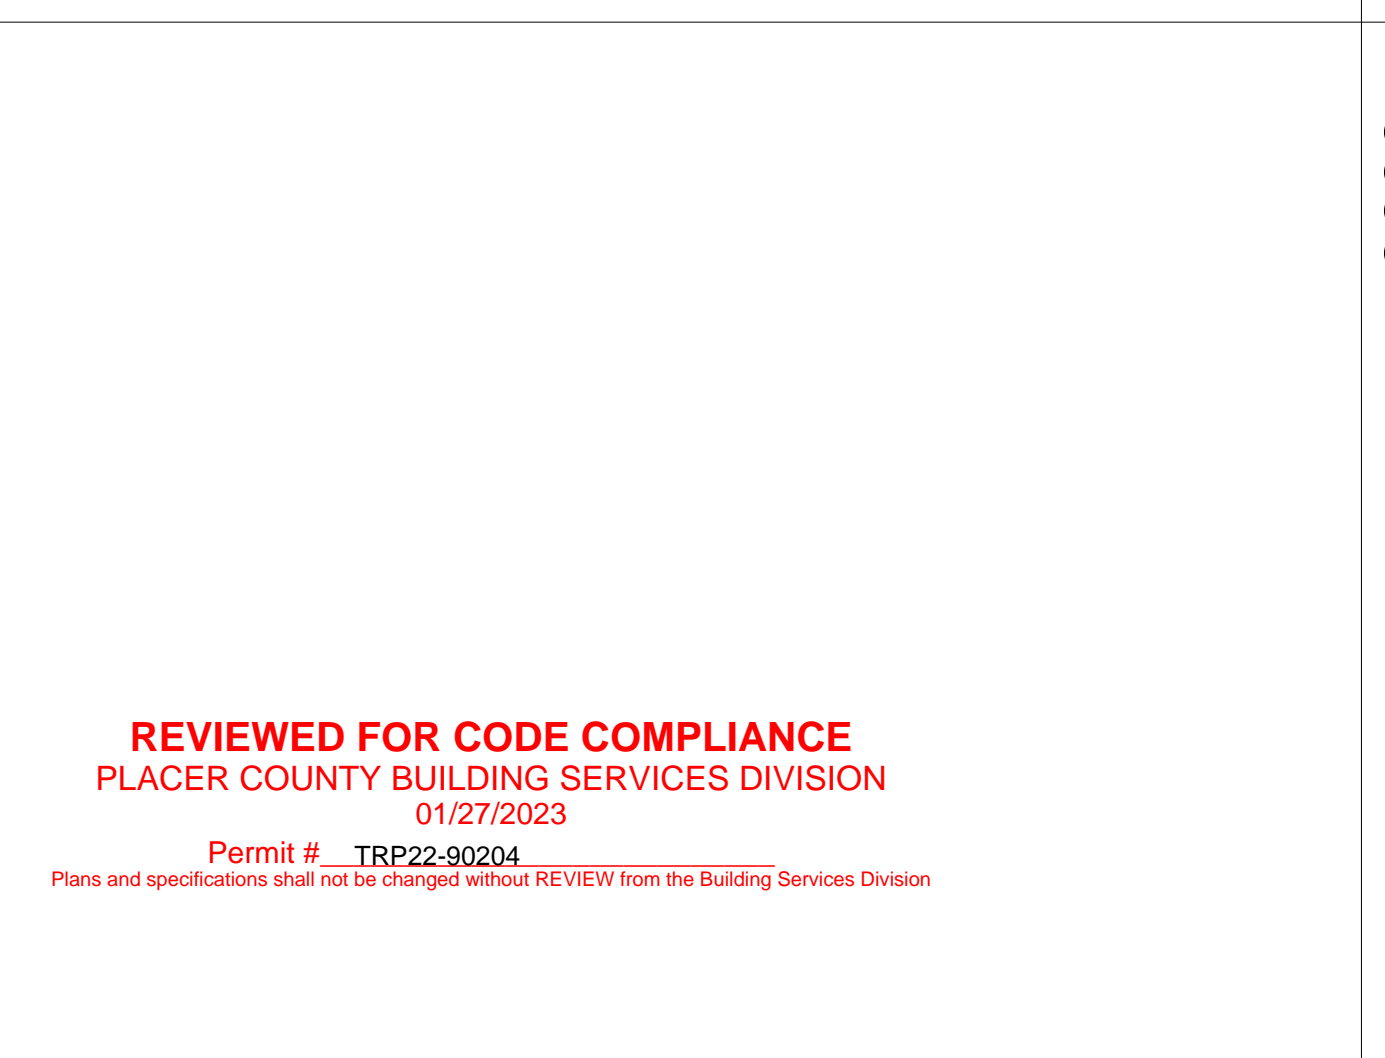 REVIEWED FOR CODE COMPLIANCE
PLACER COUNTY BUILDING SERVICES DIVISION
01/27/2023
Permit # TRP22-90204
Plans and specifications shall not be changed without REVIEW from the Building Services Division